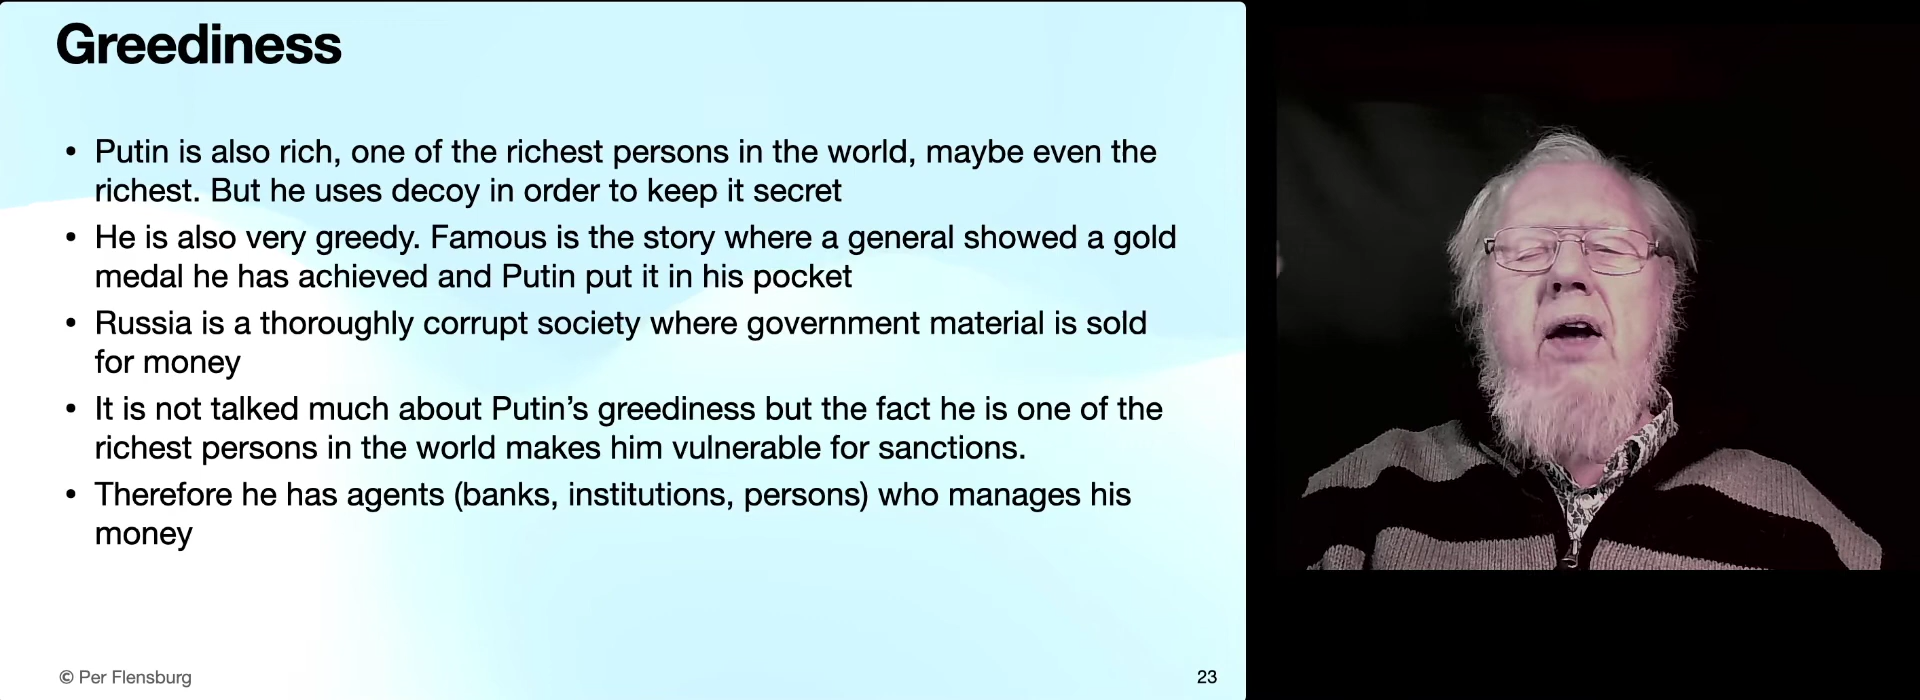 Greediness
• Putin is also rich, one of the richest persons in the world, maybe even the
richest. But he uses decoy in order to keep it secret
• He is also very greedy. Famous is the story where a general showed a gold
medal he has achieved and Putin put it in his pocket
• Russia is a thoroughly corrupt society where government material is sold
for money
• It is not talked much about Putin’s greediness but the fact he is one of the
richest persons in the world makes him vulnerable for sanctions.
• Therefore he has agents (banks, institutions, persons) who manages his
money
© Per Flensburg
23